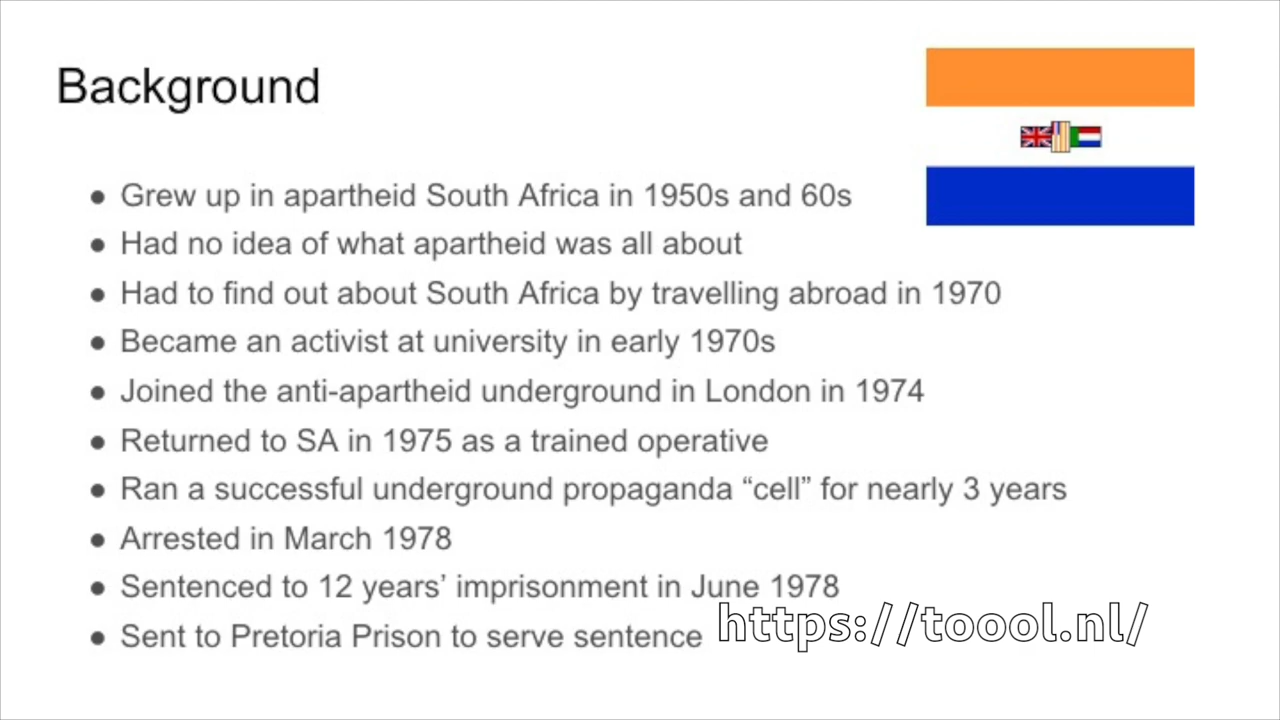 Background
● Grew up in apartheid South Africa in 1950s and 60s
● Had no idea of what apartheid was all about
● Had to find out about South Africa by travelling abroad in 1970
● Became an activist at university in early 1970s
● Joined the anti-apartheid underground in London in 1974
● Returned to SA in 1975 as a trained operative
● Ran a successful underground propaganda “cell” for nearly 3 years
● Arrested in March 1978
● Sentenced to 12 years’ imprisonment in June 1978
● Sent to Pretoria Prison to serve sentence
https://toool.nl/